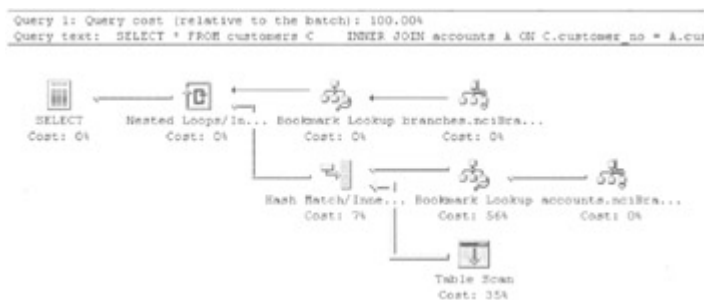 Query 1: Query cost (relative to the batch): 100.00%
Query text: SELECT * FROM customers C INNER JOIN accounts A ON C.customer_no = A.cus
SELECT
Cost: 0%
Nested Loops/In...
Cost: 0%
Bookmark Lookup
Cost: 0%
branches.nciBra...
Cost: 0%
Hash Match/Inne...
Cost: 7%
Bookmark Lookup
Cost: 56%
accounts.nciBra...
Cost: 0%
Table Scan
Cost: 35%